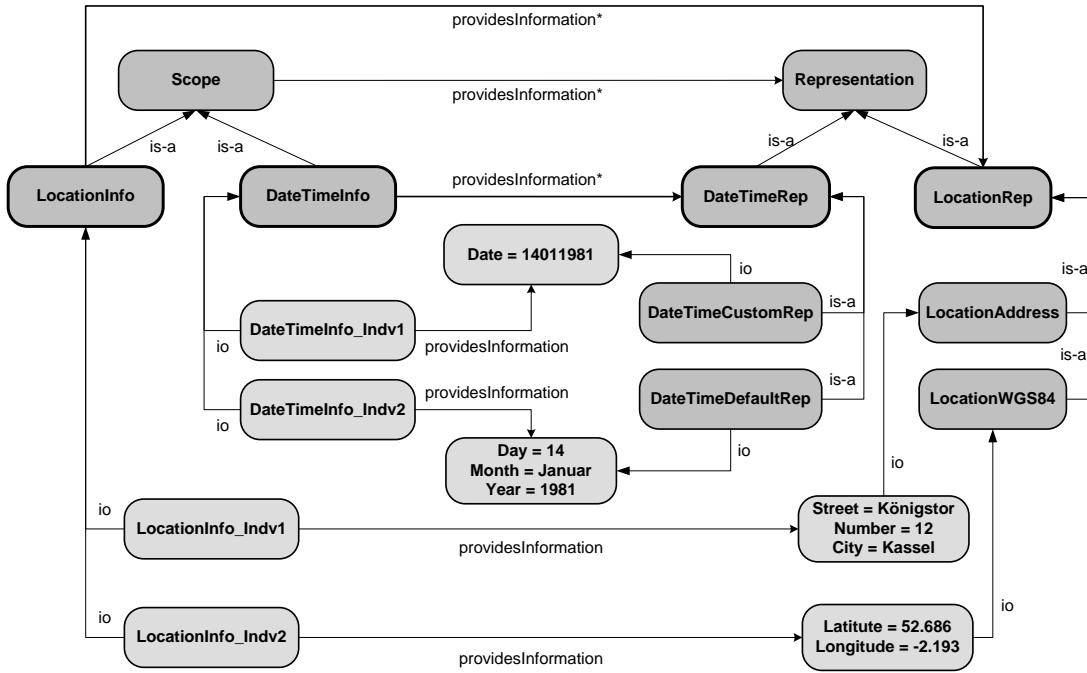 providesInformation*
Scope
Representation
providesInformation*
is-a
is-a
is-a
is-a
LocationInfo
DateTimeInfo
providesInformation*
DateTimeRep
LocationRep
Date = 14011981
io
is-a
DateTimeCustomRep
is-a
LocationAddress
DateTimeInfo_Indv1
io
providesInformation
is-a
providesInformation
is-a
DateTimeInfo_Indv2
DateTimeDefaultRep
LocationWGS84
io
Day = 14
Month = Januar
Year = 1981
io
io
io
Street = Königstor
Number = 12
City = Kassel
LocationInfo_Indv1
providesInformation
io
io
LocationInfo_Indv2
Latitute = 52.686
Longitude = -2.193
providesInformation